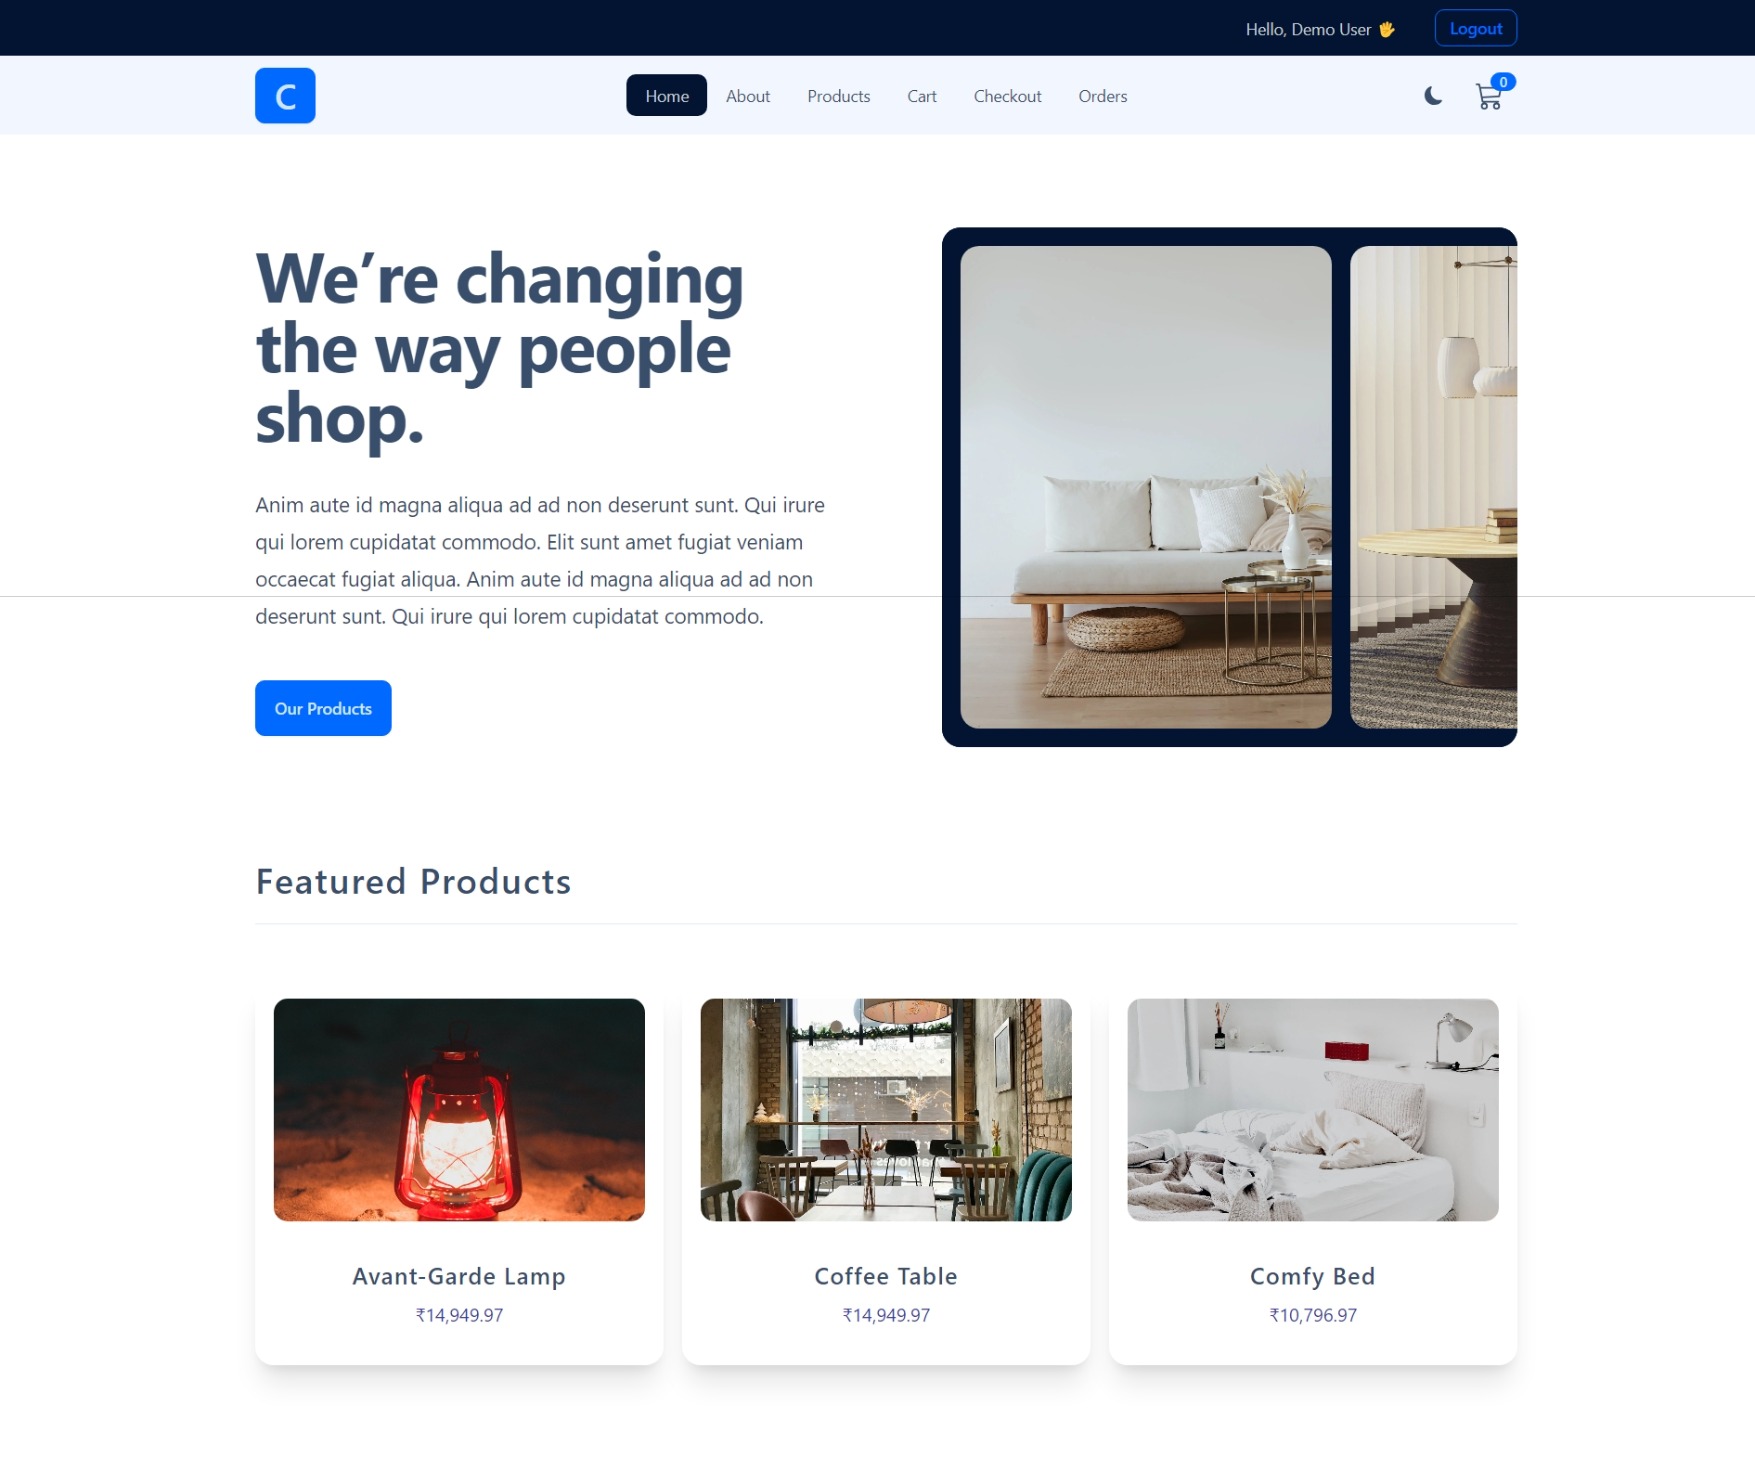 Hello, Demo User 🖐
Logout
C
Home
About
Products
Cart
Checkout
Orders
0
We’re changing
the way people
shop.
Anim aute id magna aliqua ad ad non deserunt sunt. Qui irure
qui lorem cupidatat commodo. Elit sunt amet fugiat veniam
occaecat fugiat aliqua. Anim aute id magna aliqua ad ad non
deserunt sunt. Qui irure qui lorem cupidatat commodo.
Our Products
Featured Products
Avant-Garde Lamp
₹14,949.97
Coffee Table
₹14,949.97
Comfy Bed
₹10,796.97